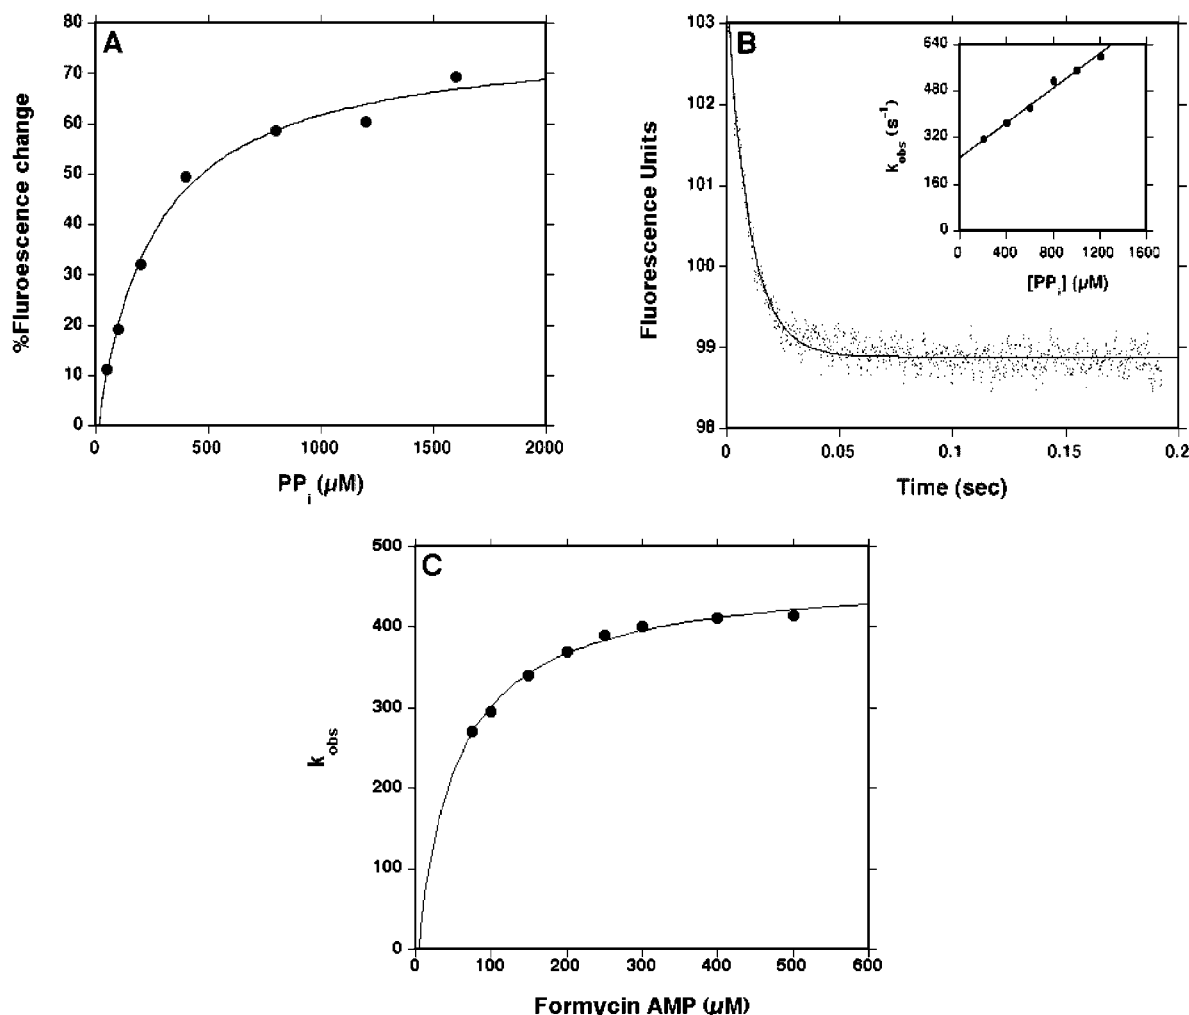 A
80
70
60
50
40
30
20
10
0
%Fluroescence change
0 500 1000 1500 2000
PPi (µM)
B
103
102
101
100
99
98
Fluorescence Units
0 0.05 0.1 0.15 0.2
Time (sec)
640
480
320
160
0
kobs (s-1)
0 400 800 1200 1600
[PPi] (µM)
C
500
400
300
200
100
0
kobs
0 100 200 300 400 500 600
Formycin AMP (µM)